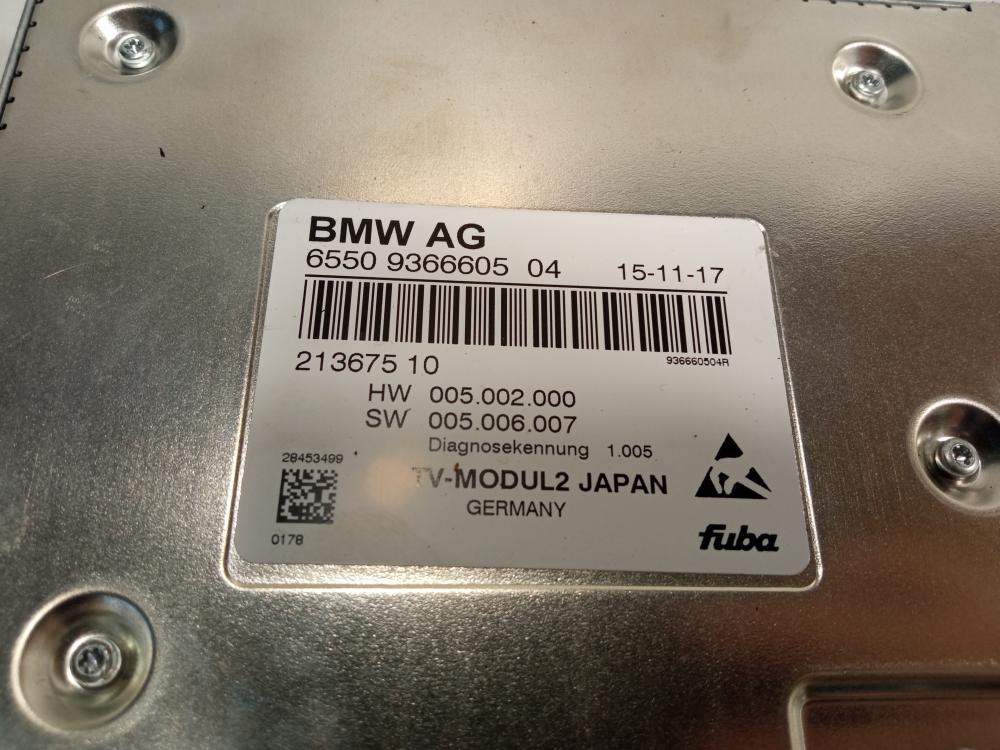 BMW AG
6550 9366605 04 15-11-17
936660504R
213675 10
HW 005.002.000
SW 005.006.007
Diagnosekennung 1.005
28453499
TV-MODUL2 JAPAN
GERMANY
0178
fuba